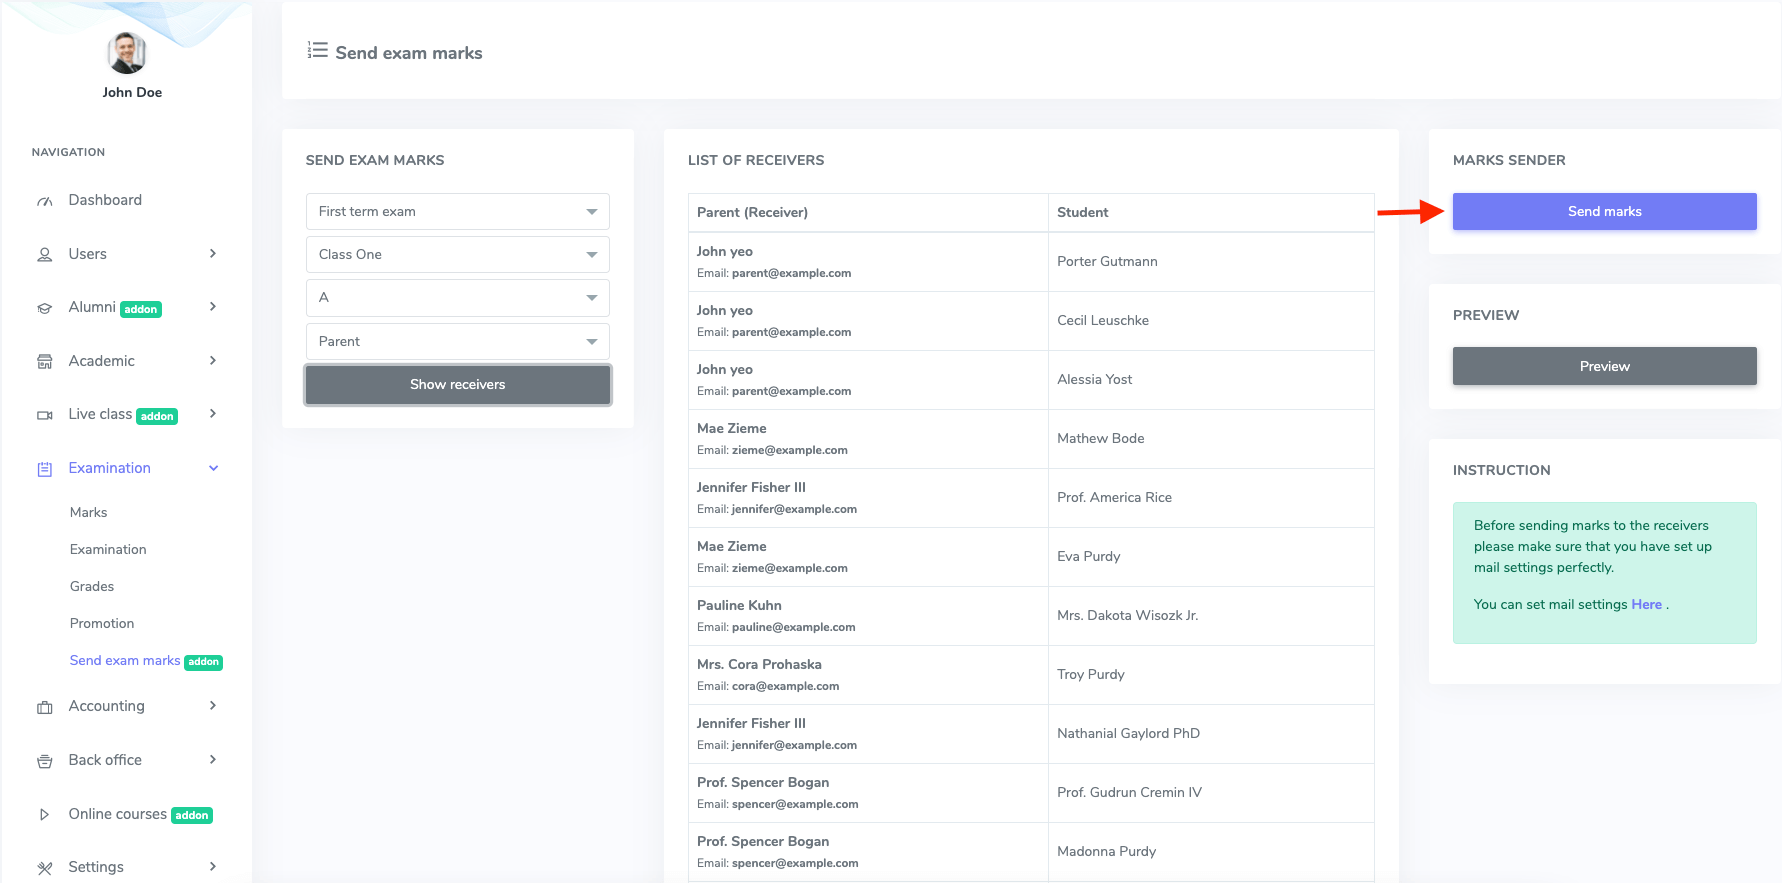 John Doe
NAVIGATION
Dashboard
Users
Alumni addon
Academic
Live class addon
Examination
Marks
Examination
Grades
Promotion
Send exam marks addon
Accounting
Back office
Online courses addon
Settings
Send exam marks
SEND EXAM MARKS
First term exam
Class One
A
Parent
Show receivers
LIST OF RECEIVERS
Parent (Receiver) Student
John yeo
Email: parent@example.com
Porter Gutmann
John yeo
Email: parent@example.com
Cecil Leuschke
John yeo
Email: parent@example.com
Alessia Yost
Mae Zieme
Email: zieme@example.com
Mathew Bode
Jennifer Fisher III
Email: jennifer@example.com
Prof. America Rice
Mae Zieme
Email: zieme@example.com
Eva Purdy
Pauline Kuhn
Email: pauline@example.com
Mrs. Dakota Wisozk Jr.
Mrs. Cora Prohaska
Email: cora@example.com
Troy Purdy
Jennifer Fisher III
Email: jennifer@example.com
Nathanial Gaylord PhD
Prof. Spencer Bogan
Email: spencer@example.com
Prof. Gudrun Cremin IV
Prof. Spencer Bogan
Email: spencer@example.com
Madonna Purdy
MARKS SENDER
Send marks
PREVIEW
Preview
INSTRUCTION
Before sending marks to the receivers
please make sure that you have set up
mail settings perfectly.
You can set mail settings Here .